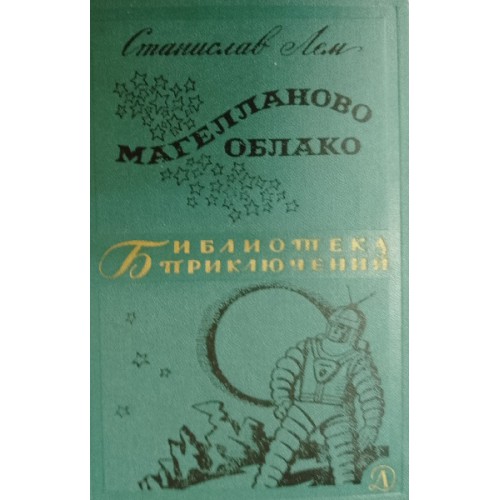 Станислав Лем
МАГЕЛЛАНОВО
ОБЛАКО
БИБЛИОТЕКА
ПРИКЛЮЧЕНИЙ
Д